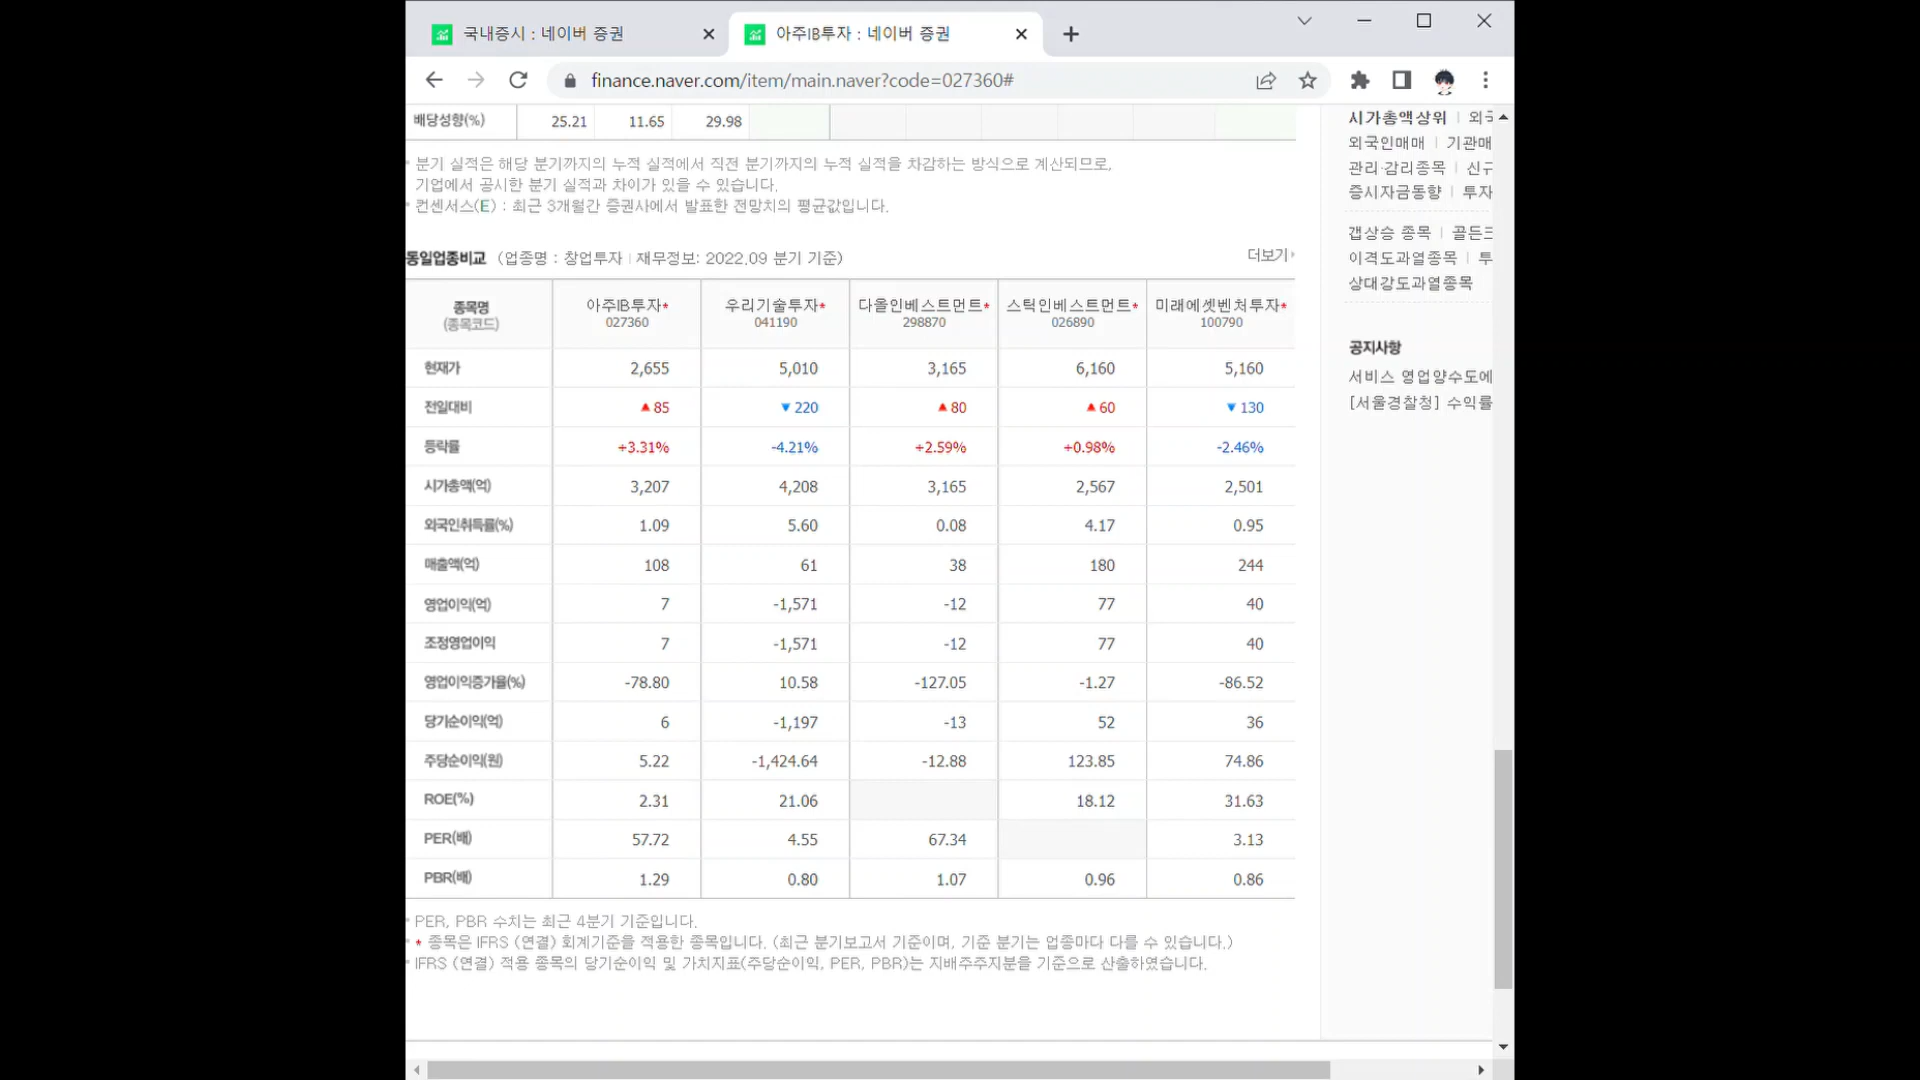 국내증시 : 네이버 증권
아주IB투자 : 네이버 증권
finance.naver.com/item/main.naver?code=027360#
배당성향(%) 25.21 11.65 29.98
분기 실적은 해당 분기까지의 누적 실적에서 직전 분기까지의 누적 실적을 차감하는 방식으로 계산되므로,
기업에서 공시한 분기 실적과 차이가 있을 수 있습니다.
컨센서스(E) : 최근 3개월간 증권사에서 발표한 전망치의 평균값입니다.
동일업종비교 (업종명 : 창업투자 | 재무정보: 2022.09 분기 기준)
더보기
종목명 아주IB투자* 우리기술투자* 다올인베스트먼트* 스틱인베스트먼트* 미래에셋벤처투자*
(종목코드) 027360 041190 298870 026890 100790
현재가 2,655 5,010 3,165 6,160 5,160
전일대비 ▲85 ▼220 ▲80 ▲60 ▼130
등락률 +3.31% -4.21% +2.59% +0.98% -2.46%
시가총액(억) 3,207 4,208 3,165 2,567 2,501
외국인취득률(%) 1.09 5.60 0.08 4.17 0.95
매출액(억) 108 61 38 180 244
영업이익(억) 7 -1,571 -12 77 40
조정영업이익 7 -1,571 -12 77 40
영업이익증가율(%) -78.80 10.58 -127.05 -1.27 -86.52
당기순이익(억) 6 -1,197 -13 52 36
주당순이익(원) 5.22 -1,424.64 -12.88 123.85 74.86
ROE(%) 2.31 21.06 18.12 31.63
PER(배) 57.72 4.55 67.34 3.13
PBR(배) 1.29 0.80 1.07 0.96 0.86
PER, PBR 수치는 최근 4분기 기준입니다.
* 종목은 IFRS (연결) 회계기준을 적용한 종목입니다. (최근 분기보고서 기준이며, 기준 분기는 업종마다 다를 수 있습니다.)
IFRS (연결) 적용 종목의 당기순이익 및 가치지표(주당순이익, PER, PBR)는 지배주주지분을 기준으로 산출하였습니다.
시가총액상위 | 외국
외국인매매 | 기관매
관리·감리종목 | 신규
증시자금동향 | 투자
갭상승 종목 | 골든크
이격도과열종목 | 투
상대강도과열종목
공지사항
서비스 영업양수도에
[서울경찰청] 수익률